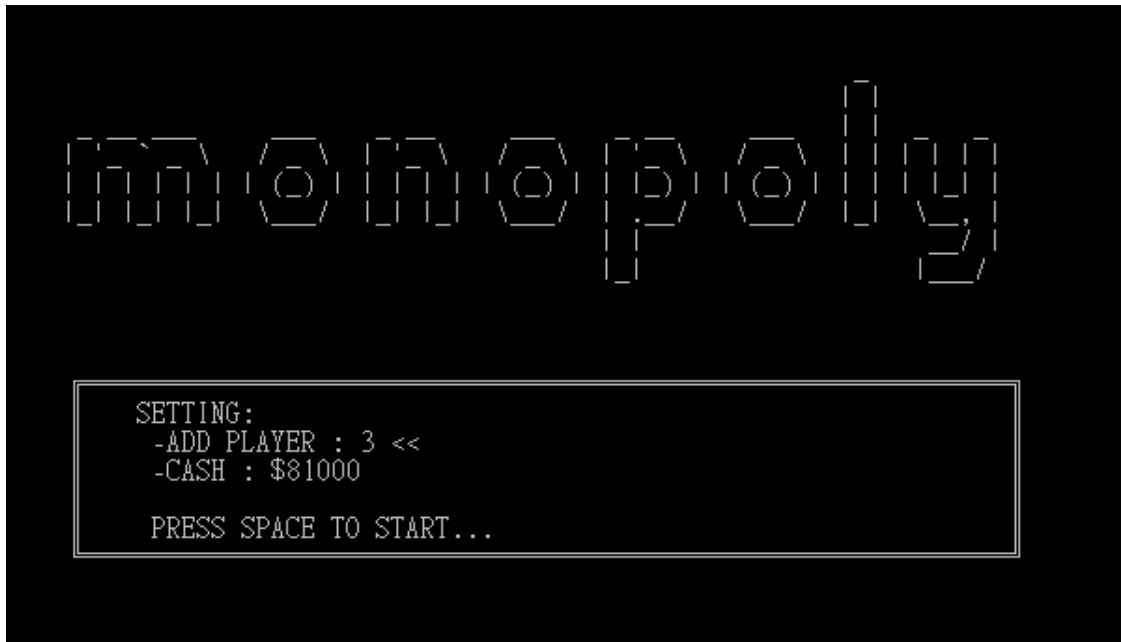 monopoly
SETTING:
-ADD PLAYER : 3 <<
-CASH : $81000
PRESS SPACE TO START...